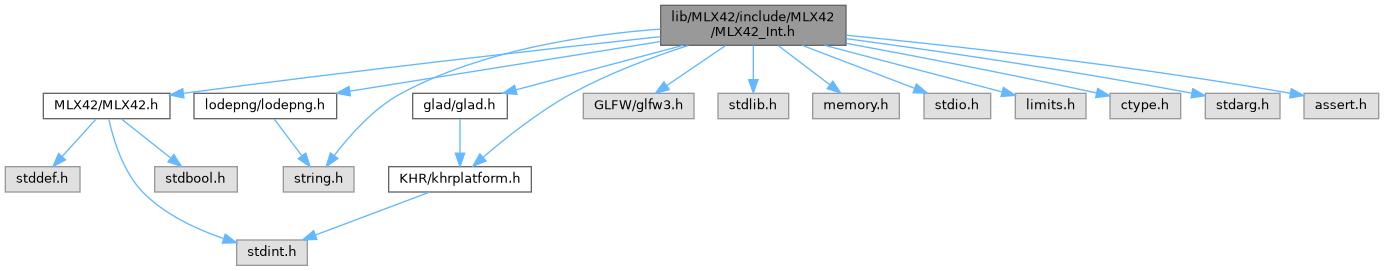 lib/MLX42/include/MLX42
/MLX42_Int.h
MLX42/MLX42.h
lodepng/lodepng.h
glad/glad.h
GLFW/glfw3.h
stdlib.h
memory.h
stdio.h
limits.h
ctype.h
stdarg.h
assert.h
stddef.h
stdbool.h
string.h
KHR/khrplatform.h
stdint.h